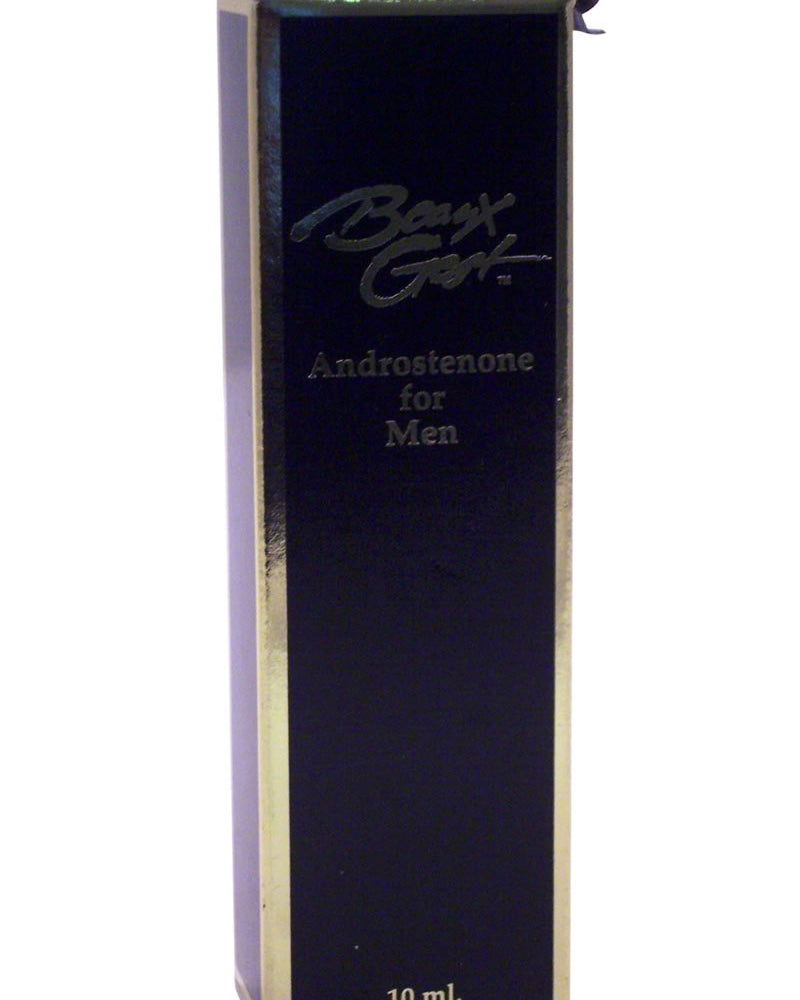 Beaux
Gest
™
Androstenone
for
Men
10 ml.